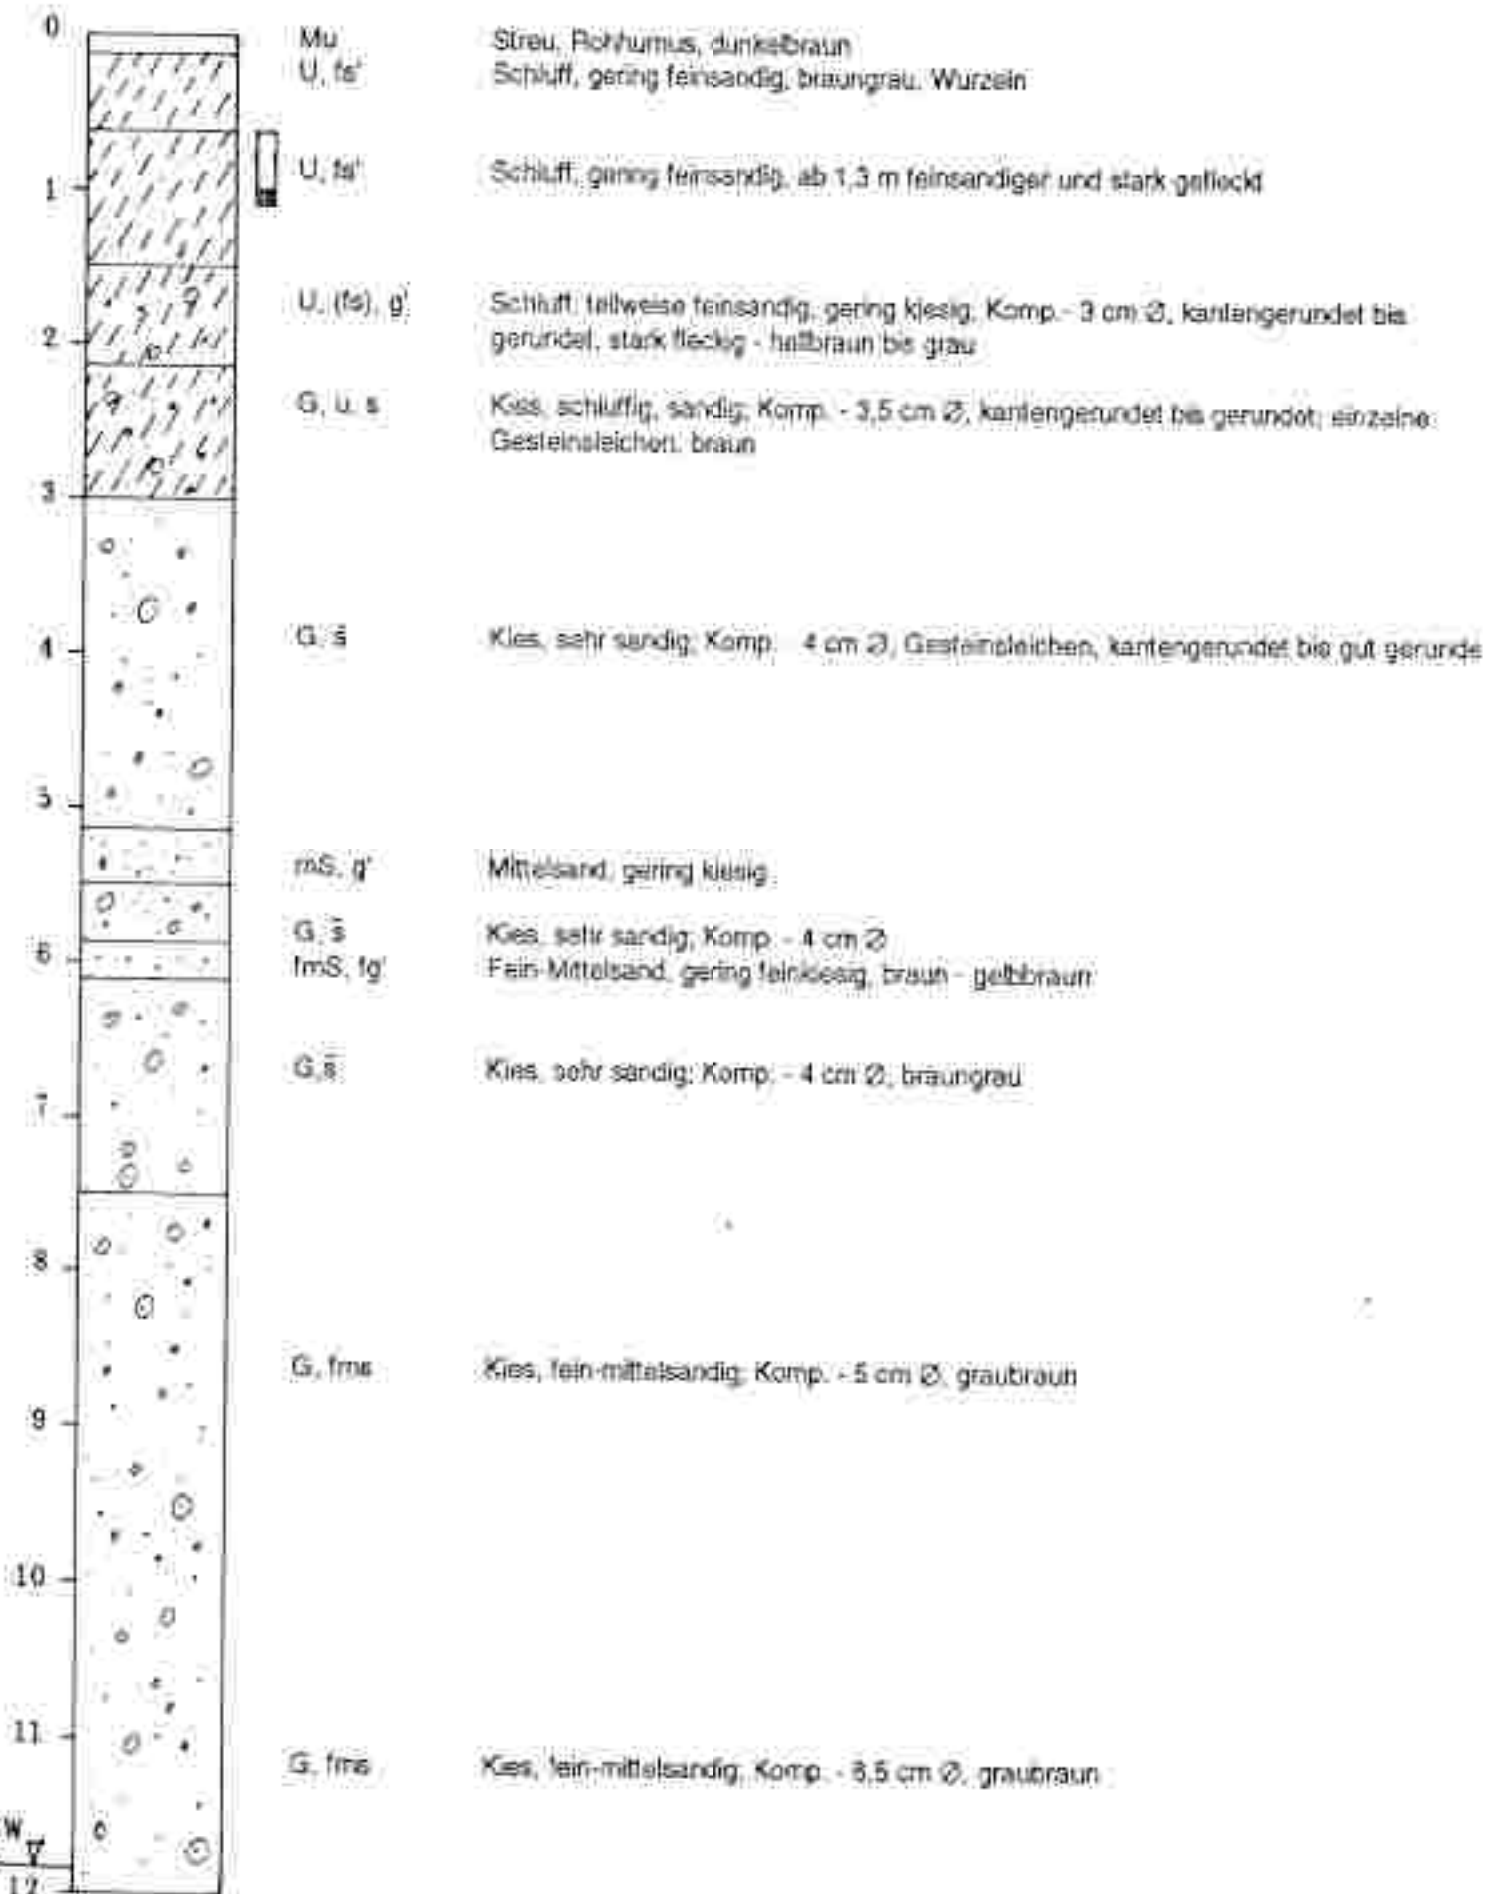 0
Mu Streu, Rohhumus, dunkelbraun
U, fs' Schluff, gering feinsandig, braungrau, Wurzeln
1
U, fs' Schluff, gering feinsandig, ab 1,3 m feinsandiger und stark gefleckt
U, (fs), g' Schluff, teilweise feinsandig, gering kiesig; Komp. - 3 cm Ø, kantengerundet bis
2
gerundet, stark fleckig - hellbraun bis grau
G, u, s Kies, schluffig, sandig; Komp. - 3,5 cm Ø, kantengerundet bis gerundet; einzelne
Gesteinsleichen, braun
3
4
G, s̄ Kies, sehr sandig; Komp. 4 cm Ø, Gesteinsleichen, kantengerundet bis gut gerunde
5
mS, g' Mittelsand, gering kiesig
G, s̄ Kies, sehr sandig; Komp. - 4 cm Ø
6
fmS, fg' Fein-Mittelsand, gering feinkiesig, braun - gelbbraun
G,s̄ Kies, sehr sandig; Komp. - 4 cm Ø, braungrau
7
8
G, fms Kies, fein-mittelsandig; Komp. - 5 cm Ø, graubraun
9
10
11
G, fms Kies, fein-mittelsandig; Komp. - cm Ø, graubraun
W
12